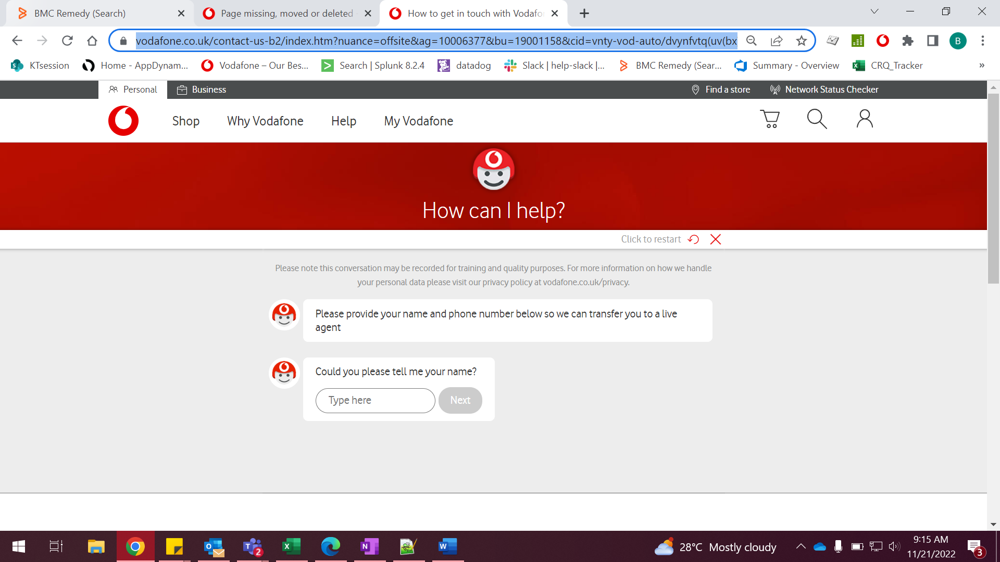 BMC Remedy (Search)
Page missing, moved or deleted
How to get in touch with Vodafo
vodafone.co.uk/contact-us-b2/index.htm?nuance=offsite&ag=10006377&bu=19001158&cid=vnty-vod-auto/dvynfvtq(uv(bx
B
KTsession
Home - AppDynam...
Vodafone – Our Bes...
Search | Splunk 8.2.4
datadog
Slack | help-slack |...
BMC Remedy (Sear...
Summary - Overview
CRQ_Tracker
»
Personal
Business
Find a store
Network Status Checker
Shop
Why Vodafone
Help
My Vodafone
How can I help?
Click to restart
Please note this conversation may be recorded for training and quality purposes. For more information on how we handle
your personal data please visit our privacy policy at vodafone.co.uk/privacy.
Please provide your name and phone number below so we can transfer you to a live
agent
Could you please tell me your name?
Type here
Next
28°C Mostly cloudy
9:15 AM
11/21/2022
2
3